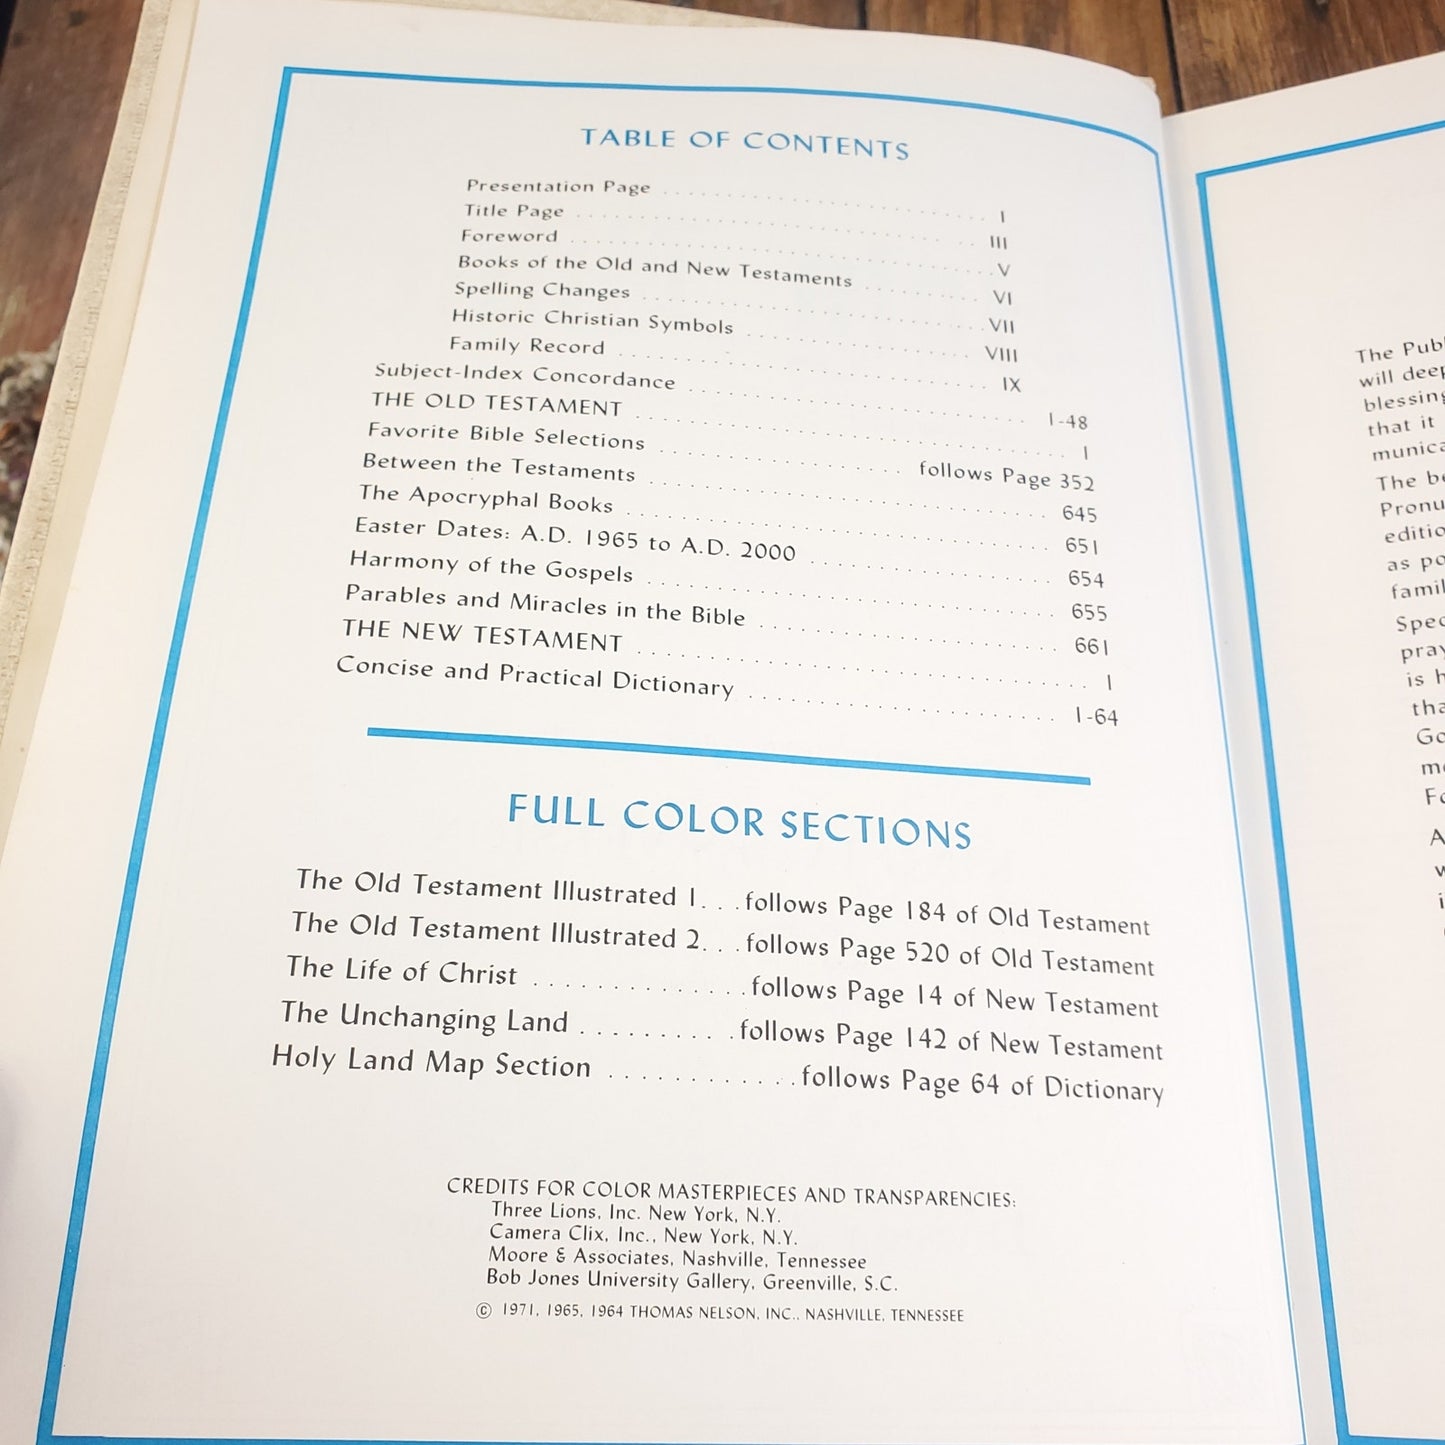 TABLE OF CONTENTS
Presentation Page . . . . . . . . . . . . . . . . . . . . . . . . . . I
Title Page . . . . . . . . . . . . . . . . . . . . . . . . . . . . . . III
Foreword . . . . . . . . . . . . . . . . . . . . . . . . . . . . . . . V
Books of the Old and New Testaments . . . . . . . . . . VI
Spelling Changes . . . . . . . . . . . . . . . . . . . . . . . . . . VII
Historic Christian Symbols . . . . . . . . . . . . . . . . . . VIII
Family Record . . . . . . . . . . . . . . . . . . . . . . . . . . . . IX
Subject-Index Concordance . . . . . . . . . . . . . . . . . . . . . . . . . . 1-48
THE OLD TESTAMENT . . . . . . . . . . . . . . . . . . . . . . . . . . . . . . . . 1
Favorite Bible Selections . . . . . . . . . . . . . . . . . . . follows Page 352
Between the Testaments . . . . . . . . . . . . . . . . . . . . . . . . . . . . . . 645
The Apocryphal Books . . . . . . . . . . . . . . . . . . . . . . . . . . . . . . . 651
Easter Dates: A.D. 1965 to A.D. 2000 . . . . . . . . . . . . . . . . . . . 654
Harmony of the Gospels . . . . . . . . . . . . . . . . . . . . . . . . . . . . . . 655
Parables and Miracles in the Bible . . . . . . . . . . . . . . . . . . . . . . 661
THE NEW TESTAMENT . . . . . . . . . . . . . . . . . . . . . . . . . . . . . . . . 1
Concise and Practical Dictionary . . . . . . . . . . . . . . . . . . . . . . 1-64
FULL COLOR SECTIONS
The Old Testament Illustrated 1. . .follows Page 184 of Old Testament
The Old Testament Illustrated 2. . .follows Page 520 of Old Testament
The Life of Christ . . . . . . . . . . . . . .follows Page 14 of New Testament
The Unchanging Land . . . . . . . . . .follows Page 142 of New Testament
Holy Land Map Section . . . . . . . . . . . .follows Page 64 of Dictionary
CREDITS FOR COLOR MASTERPIECES AND TRANSPARENCIES:
Three Lions, Inc. New York, N.Y.
Camera Clix, Inc., New York, N.Y.
Moore & Associates, Nashville, Tennessee
Bob Jones University Gallery, Greenville, S.C.
© 1971, 1965, 1964 THOMAS NELSON, INC., NASHVILLE, TENNESSEE
The
will
blessing
that it
The
as
is